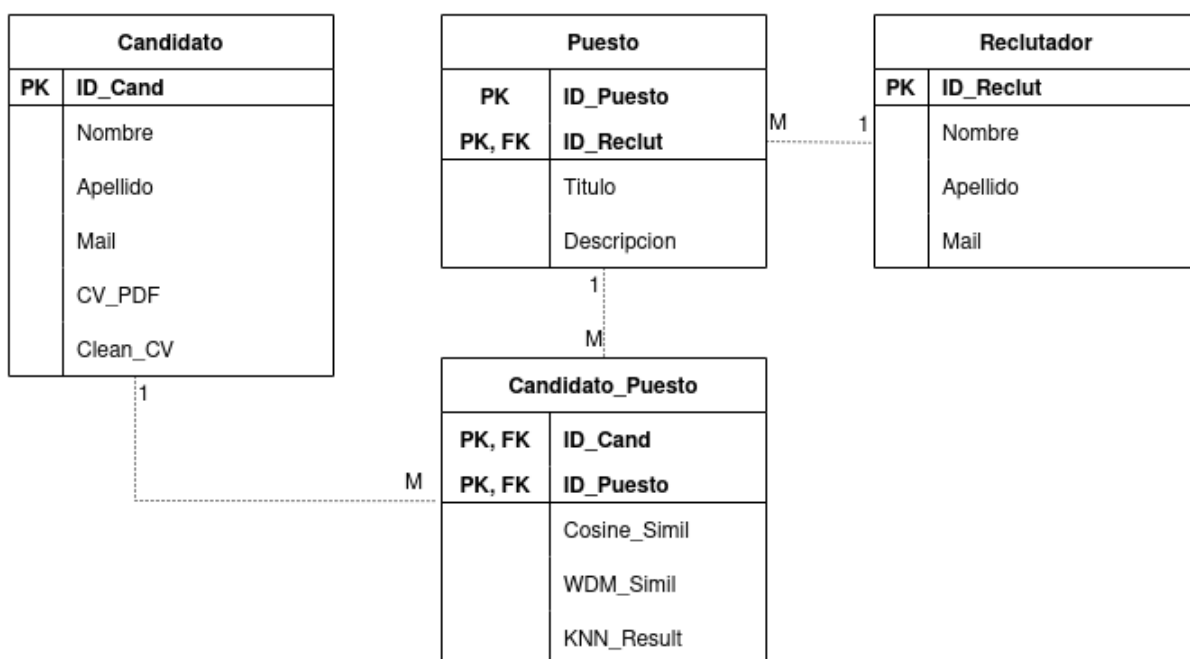 Candidato
PK ID_Cand
Nombre
Apellido
Mail
CV_PDF
Clean_CV
1
M
Puesto
PK ID_Puesto
PK, FK ID_Reclut
Titulo
Descripcion
M 1
1
M
Reclutador
PK ID_Reclut
Nombre
Apellido
Mail
Candidato_Puesto
PK, FK ID_Cand
PK, FK ID_Puesto
Cosine_Simil
WDM_Simil
KNN_Result